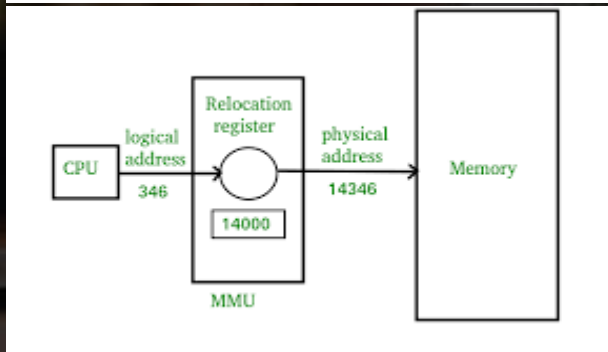 Relocation
register
logical
address
CPU
346
14000
MMU
physical
address
14346
Memory